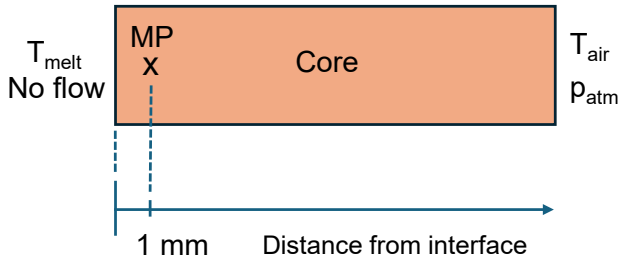 MP
x
Core
T_melt
No flow
T_air
p_atm
1 mm
Distance from interface